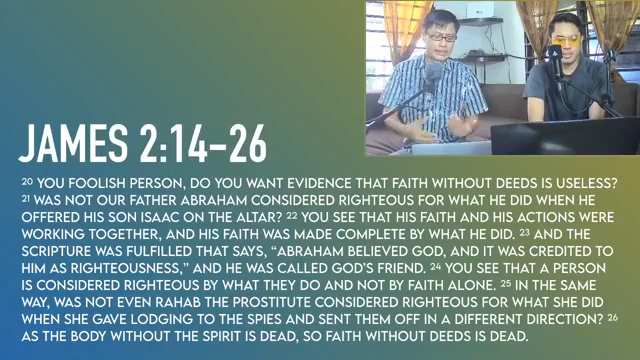 JAMES 2:14-26
20 YOU FOOLISH PERSON, DO YOU WANT EVIDENCE THAT FAITH WITHOUT DEEDS IS USELESS?
21 WAS NOT OUR FATHER ABRAHAM CONSIDERED RIGHTEOUS FOR WHAT HE DID WHEN HE
OFFERED HIS SON ISAAC ON THE ALTAR? 22 YOU SEE THAT HIS FAITH AND HIS ACTIONS WERE
WORKING TOGETHER, AND HIS FAITH WAS MADE COMPLETE BY WHAT HE DID. 23 AND THE
SCRIPTURE WAS FULFILLED THAT SAYS, “ABRAHAM BELIEVED GOD, AND IT WAS CREDITED TO
HIM AS RIGHTEOUSNESS,” AND HE WAS CALLED GOD’S FRIEND. 24 YOU SEE THAT A PERSON
IS CONSIDERED RIGHTEOUS BY WHAT THEY DO AND NOT BY FAITH ALONE. 25 IN THE SAME
WAY, WAS NOT EVEN RAHAB THE PROSTITUTE CONSIDERED RIGHTEOUS FOR WHAT SHE DID
WHEN SHE GAVE LODGING TO THE SPIES AND SENT THEM OFF IN A DIFFERENT DIRECTION? 26
AS THE BODY WITHOUT THE SPIRIT IS DEAD, SO FAITH WITHOUT DEEDS IS DEAD.